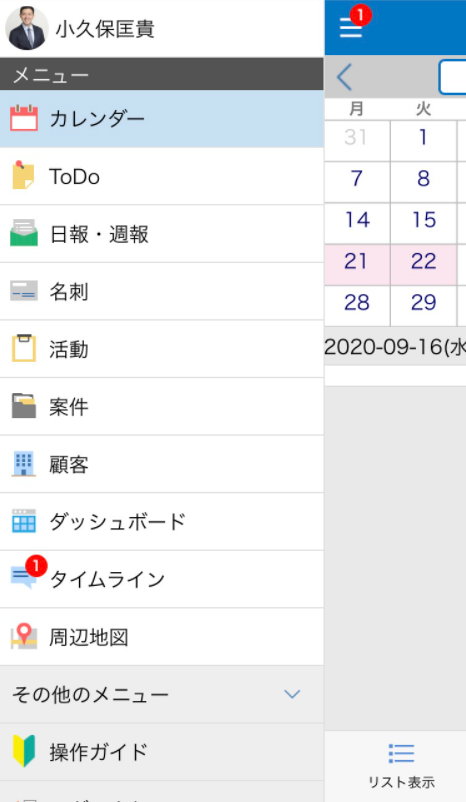 小久保匡貴
1
メニュー
カレンダー
ToDo
日報・週報
名刺
活動
案件
顧客
ダッシュボード
1
タイムライン
周辺地図
その他のメニュー
操作ガイド
月 火
31 1
7 8
14 15
21 22
28 29
2020-09-16(水
リスト表示